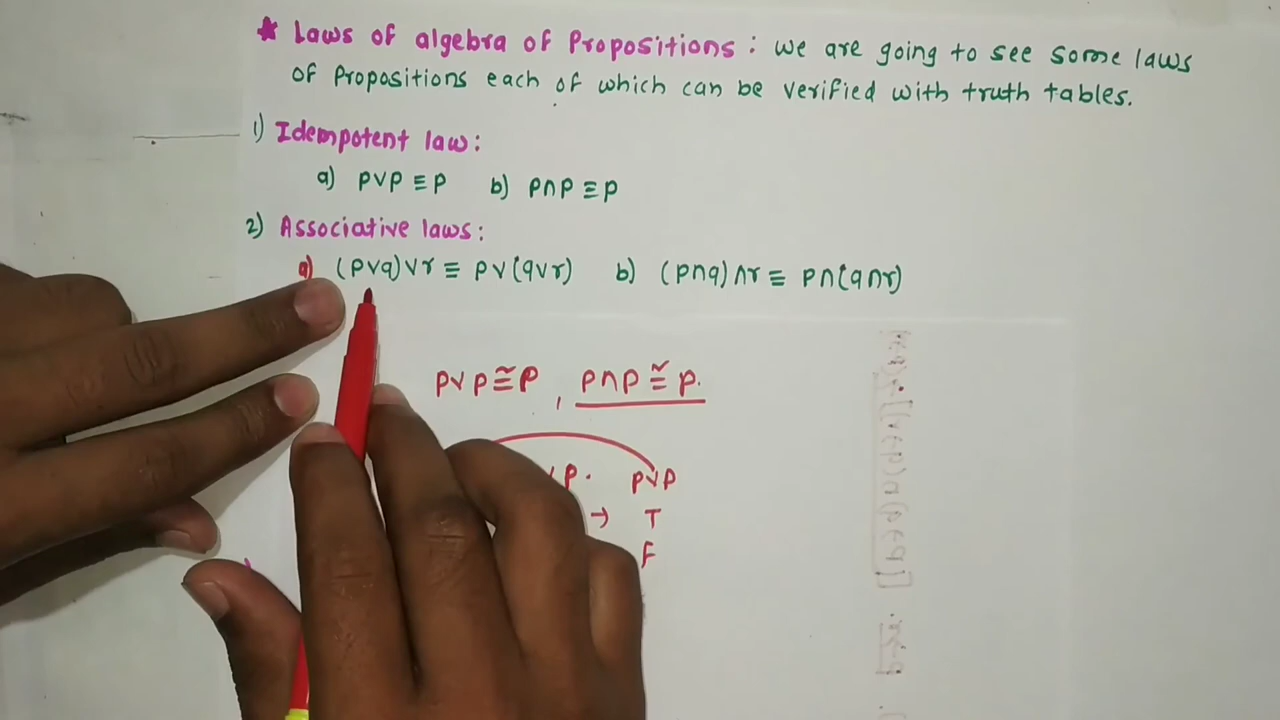 * Laws of algebra of Propositions : we are going to see some laws
of Propositions each of which can be verified with truth tables.
1) Idempotent law:
a) p∨p ≡ p b) p∩p ≡ p
2) Associative laws:
a) (p∨q)∨r ≡ p∨(q∨r) b) (p∩q)∩r ≡ p∩(q∩r)
p∨p ≅ p , p∩p ≅ p.
p. p∨p
→ T
F